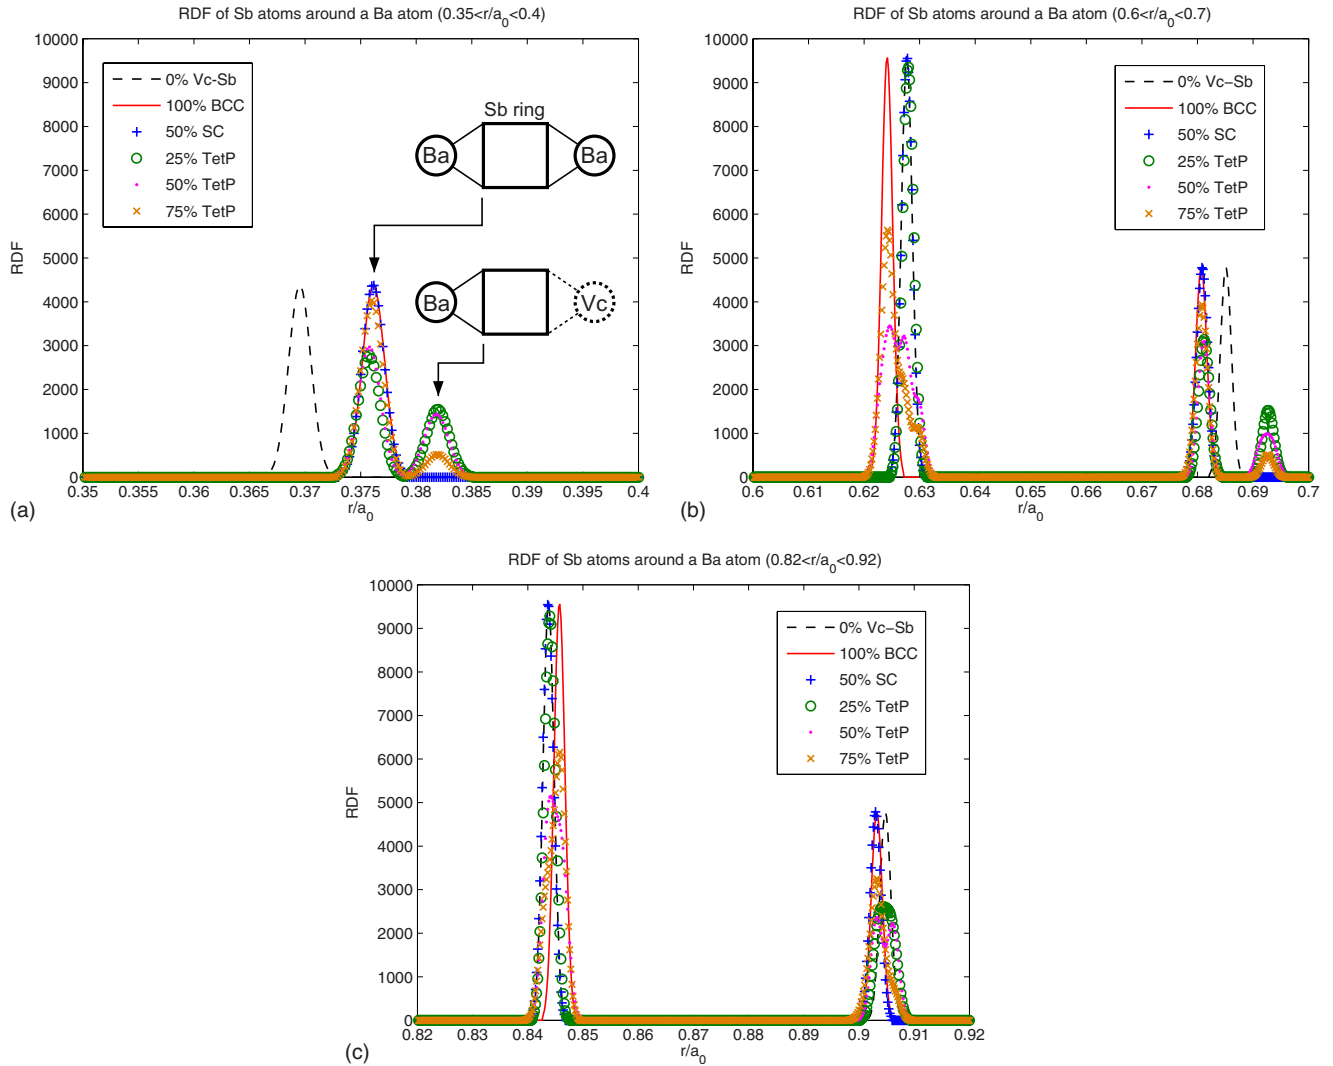 RDF of Sb atoms around a Ba atom (0.35<r/a0<0.4)
10000
9000
8000
7000
6000
5000
4000
3000
2000
1000
0
RDF
0% Vc−Sb
100% BCC
50% SC
25% TetP
50% TetP
75% TetP
Sb ring
Ba
Ba
Ba
Vc
0.35
0.355
0.36
0.365
0.37
0.375
0.38
0.385
0.39
0.395
0.4
r/a0
(a)
RDF of Sb atoms around a Ba atom (0.6<r/a0<0.7)
10000
9000
8000
7000
6000
5000
4000
3000
2000
1000
0
RDF
0% Vc−Sb
100% BCC
50% SC
25% TetP
50% TetP
75% TetP
0.6
0.61
0.62
0.63
0.64
0.65
0.66
0.67
0.68
0.69
0.7
r/a0
(b)
RDF of Sb atoms around a Ba atom (0.82<r/a0<0.92)
10000
9000
8000
7000
6000
5000
4000
3000
2000
1000
0
RDF
0% Vc−Sb
100% BCC
50% SC
25% TetP
50% TetP
75% TetP
0.82
0.83
0.84
0.85
0.86
0.87
0.88
0.89
0.9
0.91
0.92
r/a0
(c)